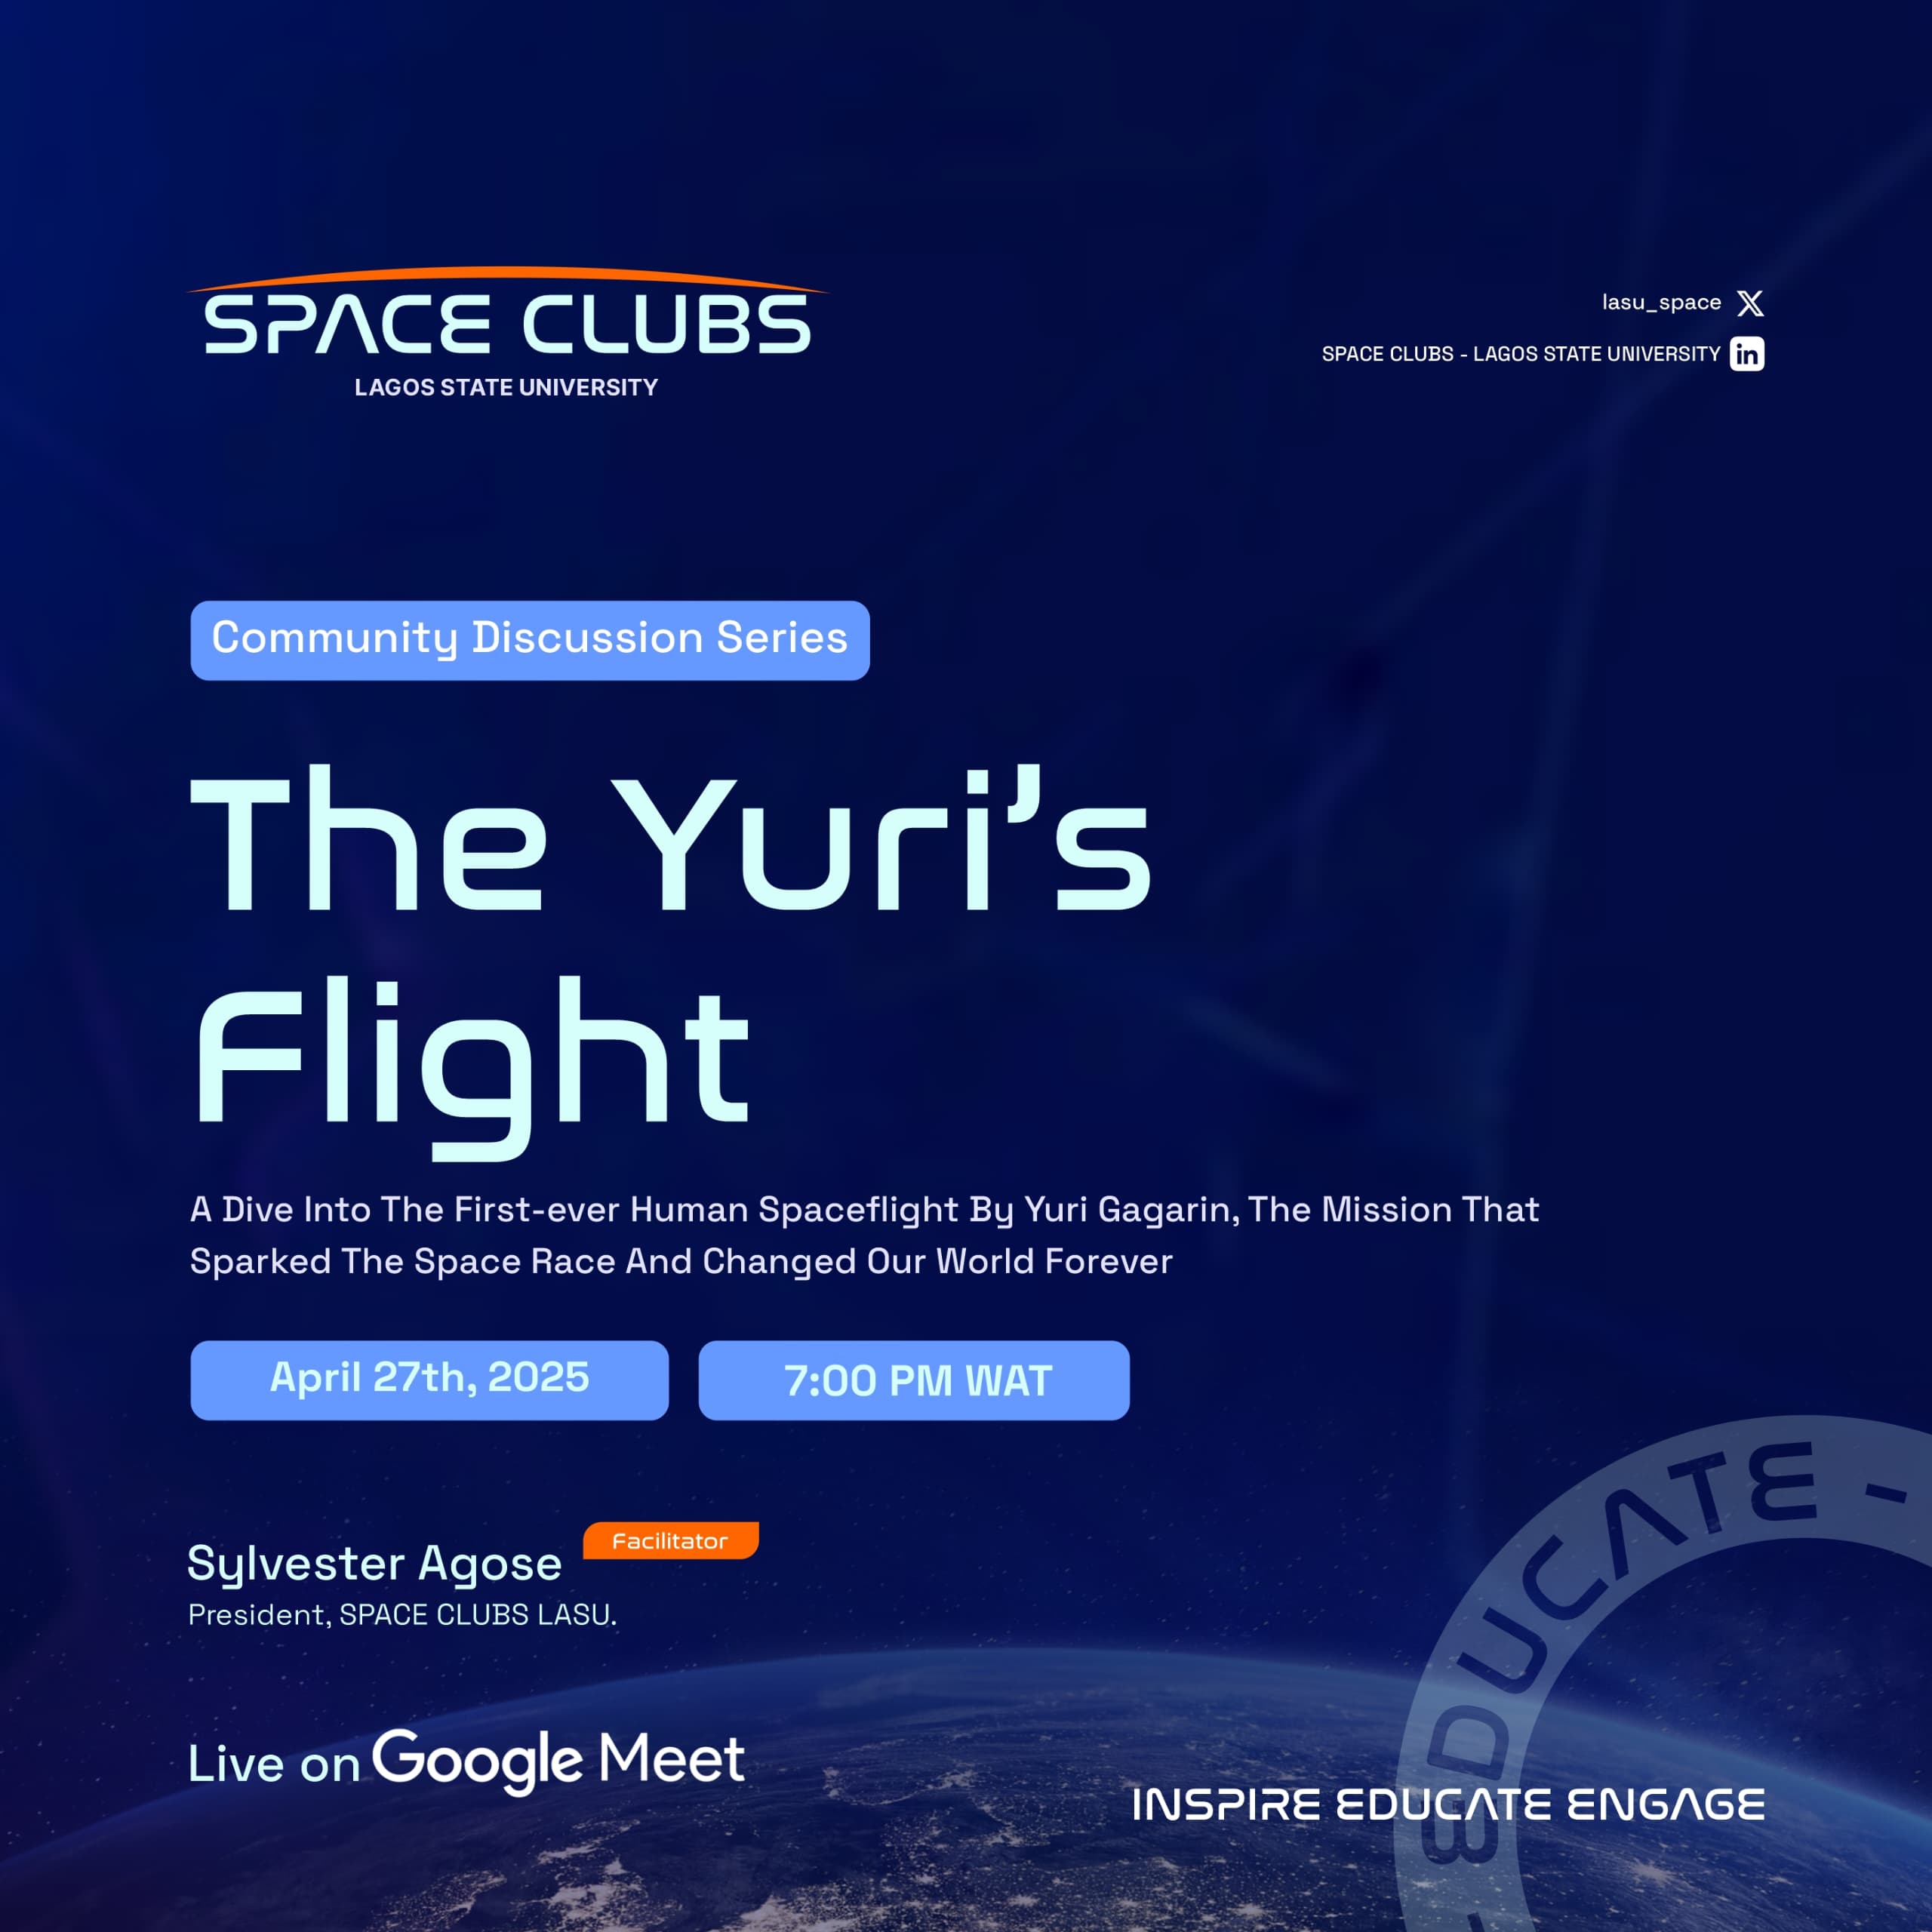 SPACE CLUBS
LAGOS STATE UNIVERSITY
lasu_space
SPACE CLUBS - LAGOS STATE UNIVERSITY
Community Discussion Series
The Yuri's
Flight
A Dive Into The First-ever Human Spaceflight By Yuri Gagarin, The Mission That
Sparked The Space Race And Changed Our World Forever
April 27th, 2025
7:00 PM WAT
Sylvester Agose
Facilitator
President, SPACE CLUBS LASU.
Live on Google Meet
INSPIRE EDUCATE ENGAGE
- EDUCATE -